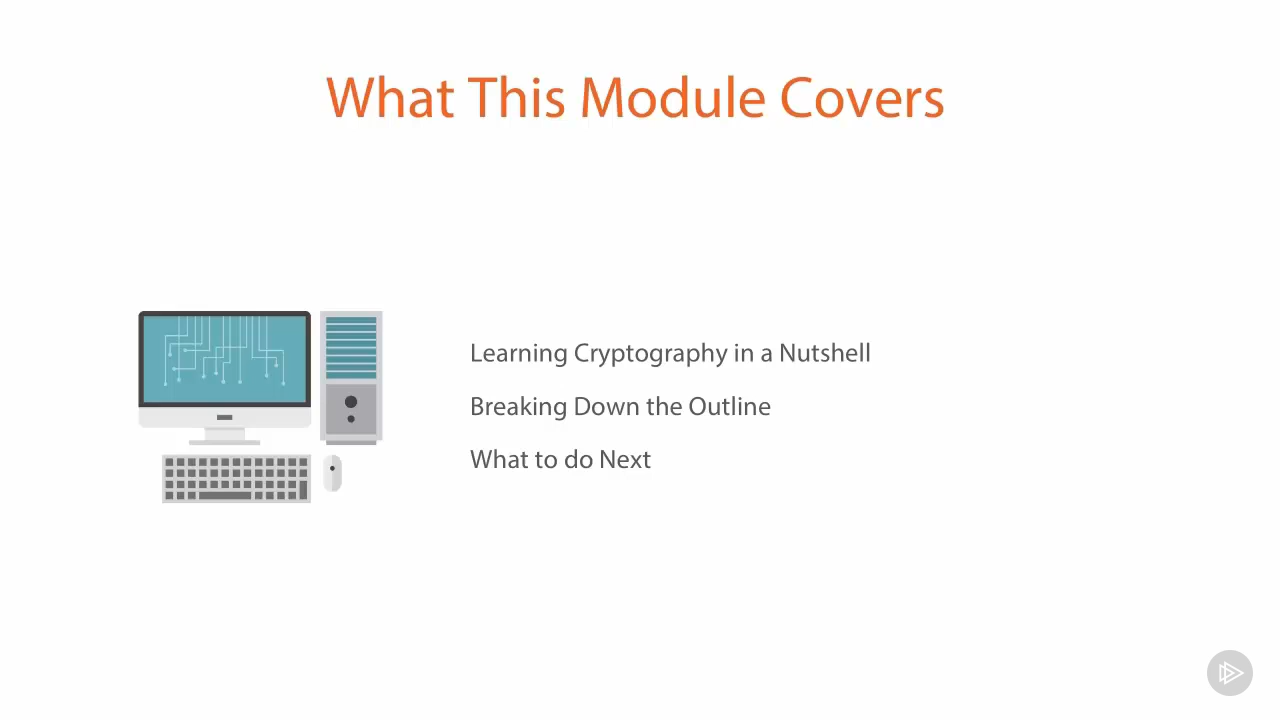 What This Module Covers
Learning Cryptography in a Nutshell
Breaking Down the Outline
What to do Next